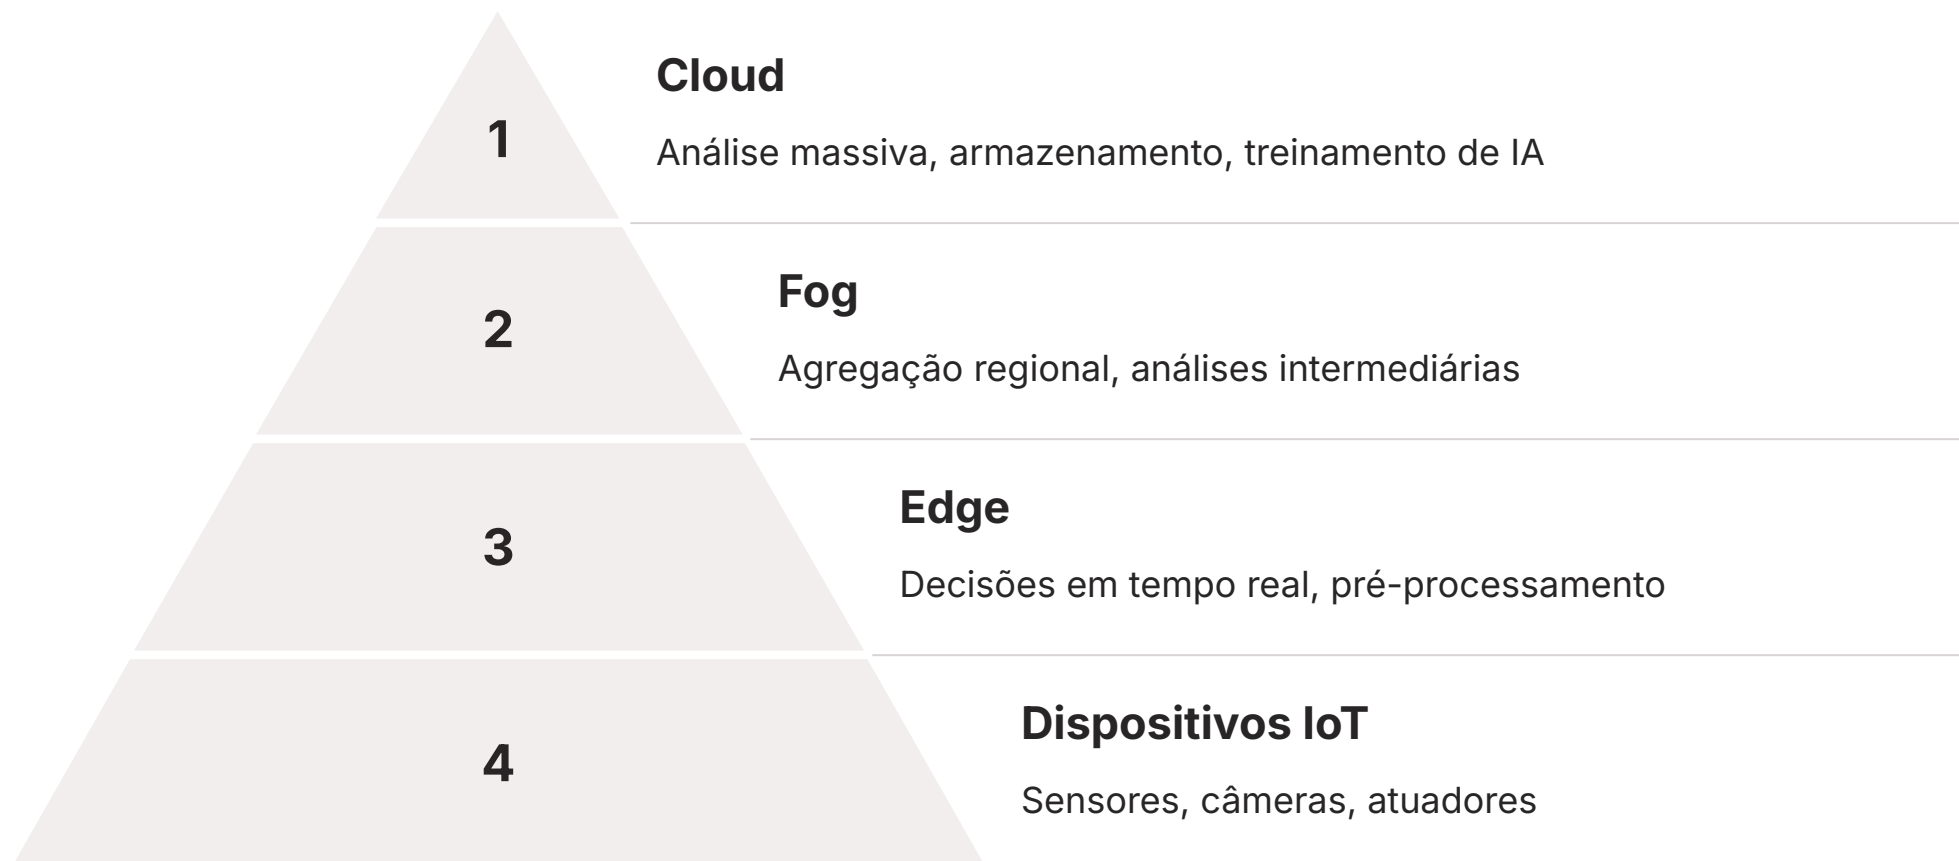 1
Cloud
Análise massiva, armazenamento, treinamento de IA
2
Fog
Agregação regional, análises intermediárias
3
Edge
Decisões em tempo real, pré-processamento
4
Dispositivos IoT
Sensores, câmeras, atuadores